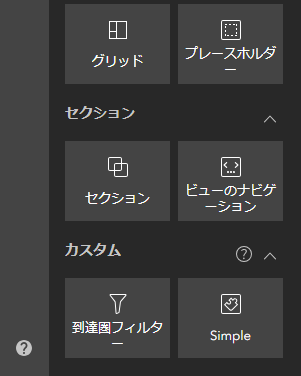 グリッド
プレースホルダ
ー
セクション
セクション
ビューのナビゲ
ーション
カスタム
到達圏フィルタ
ー
Simple